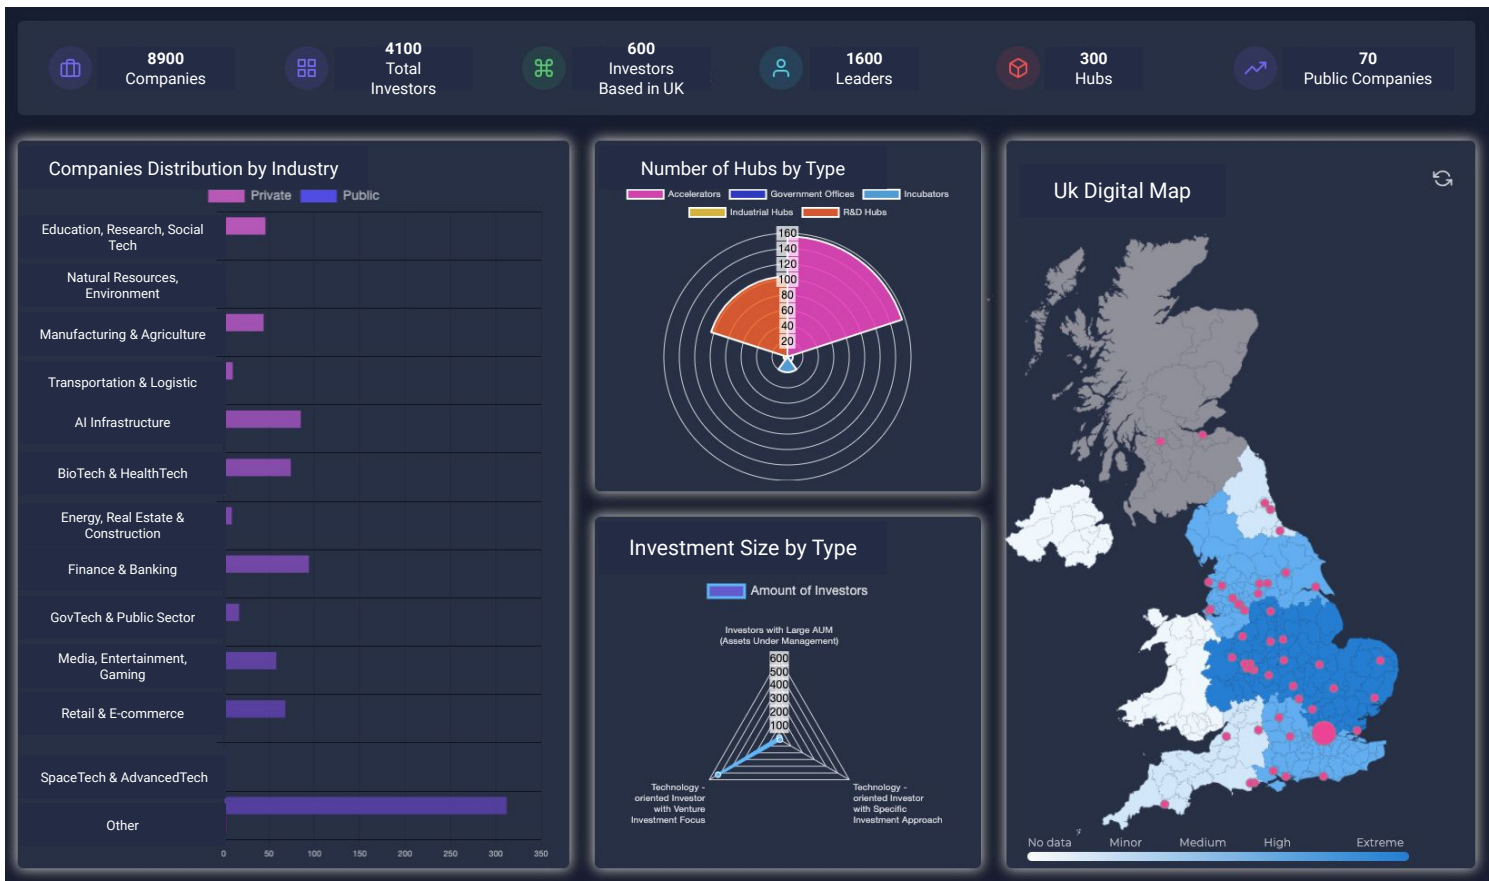 8900
Companies
4100
Total
Investors
600
Investors
Based in UK
1600
Leaders
300
Hubs
70
Public Companies
Companies Distribution by Industry
Private
Public
Education, Research, Social
Tech
Natural Resources,
Environment
Manufacturing & Agriculture
Transportation & Logistic
AI Infrastructure
BioTech & HealthTech
Energy, Real Estate &
Construction
Finance & Banking
GovTech & Public Sector
Media, Entertainment,
Gaming
Retail & E-commerce
SpaceTech & AdvancedTech
Other
0 50 100 150 200 250 300 350
Number of Hubs by Type
Accelerators Government Offices Incubators
Industrial Hubs R&D Hubs
160
140
120
100
80
60
40
20
Investment Size by Type
Amount of Investors
Investors with Large AUM
(Assets Under Management)
600
500
400
300
200
100
Technology -
oriented Investor
with Venture
Investment Focus
Technology -
oriented Investor
with Specific
Investment Approach
Uk Digital Map
No data Minor Medium High Extreme